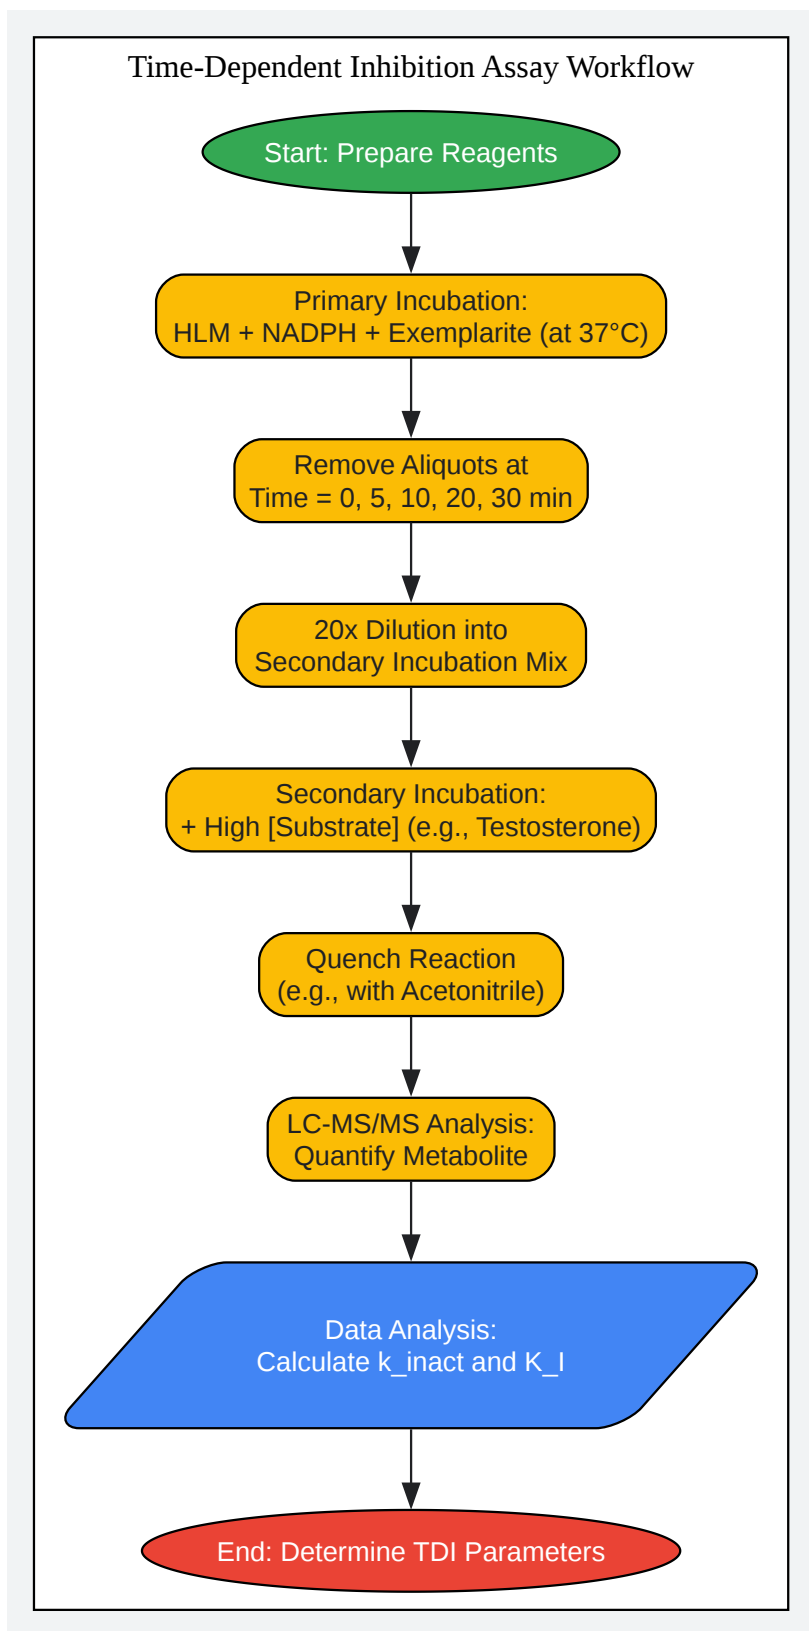 Time-Dependent Inhibition Assay Workflow
Start: Prepare Reagents
Primary Incubation:
HLM + NADPH + Exemplarite (at 37°C)
Remove Aliquots at
Time = 0, 5, 10, 20, 30 min
20x Dilution into
Secondary Incubation Mix
Secondary Incubation:
+ High [Substrate] (e.g., Testosterone)
Quench Reaction
(e.g., with Acetonitrile)
LC-MS/MS Analysis:
Quantify Metabolite
Data Analysis:
Calculate k_inact and K_I
End: Determine TDI Parameters